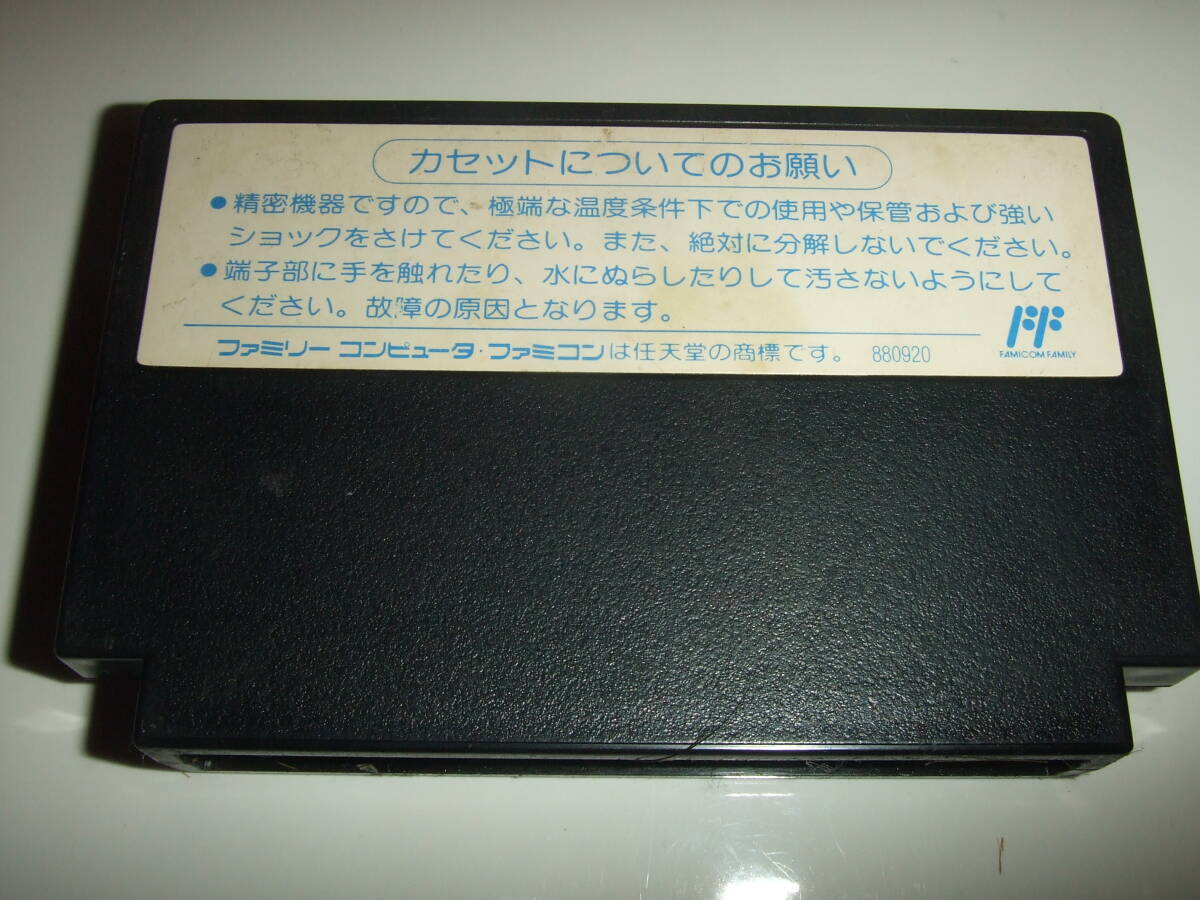 カセットについてのお願い
●精密機器ですので、極端な温度条件下での使用や保管および強い
ショックをさけてください。また、絶対に分解しないでください。
●端子部に手を触れたり、水にぬらしたりして汚さないようにして
ください。故障の原因となります。
ファミリーコンピュータ・ファミコンは任天堂の商標です。 880920
FF
FAMICOM FAMILY